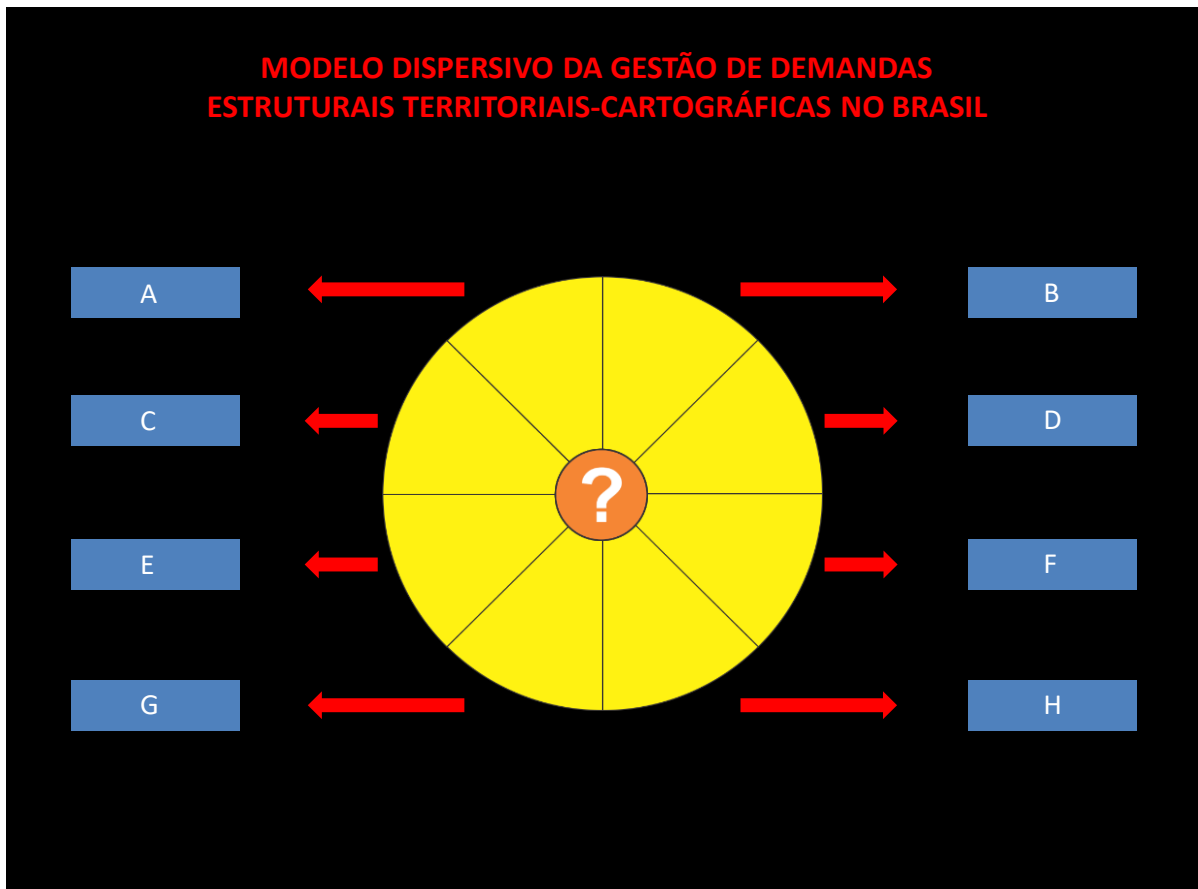 MODELO DISPERSIVO DA GESTÃO DE DEMANDAS
ESTRUTURAIS TERRITORIAIS-CARTOGRÁFICAS NO BRASIL
A
B
C
D
?
E
F
G
H